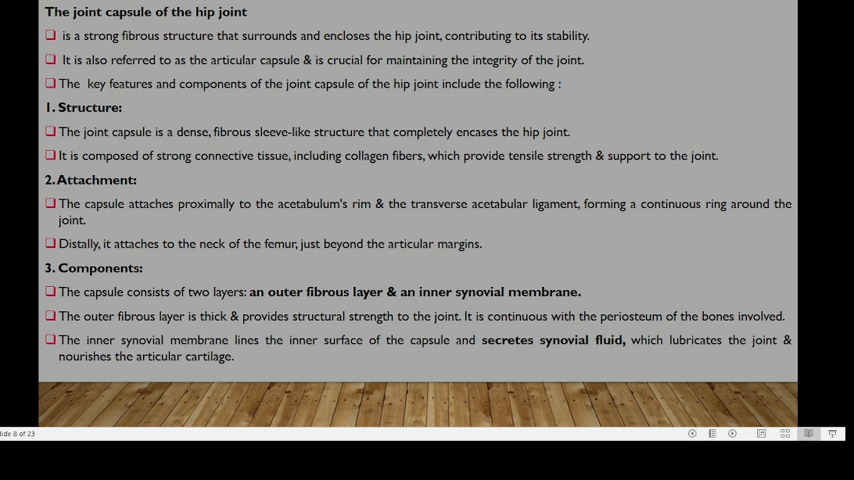 The joint capsule of the hip joint
is a strong fibrous structure that surrounds and encloses the hip joint, contributing to its stability.
It is also referred to as the articular capsule & is crucial for maintaining the integrity of the joint.
The key features and components of the joint capsule of the hip joint include the following :
1. Structure:
The joint capsule is a dense, fibrous sleeve-like structure that completely encases the hip joint.
It is composed of strong connective tissue, including collagen fibers, which provide tensile strength & support to the joint.
2. Attachment:
The capsule attaches proximally to the acetabulum's rim & the transverse acetabular ligament, forming a continuous ring around the
joint.
Distally, it attaches to the neck of the femur, just beyond the articular margins.
3. Components:
The capsule consists of two layers: an outer fibrous layer & an inner synovial membrane.
The outer fibrous layer is thick & provides structural strength to the joint. It is continuous with the periosteum of the bones involved.
The inner synovial membrane lines the inner surface of the capsule and secretes synovial fluid, which lubricates the joint &
nourishes the articular cartilage.
lide 8 of 23